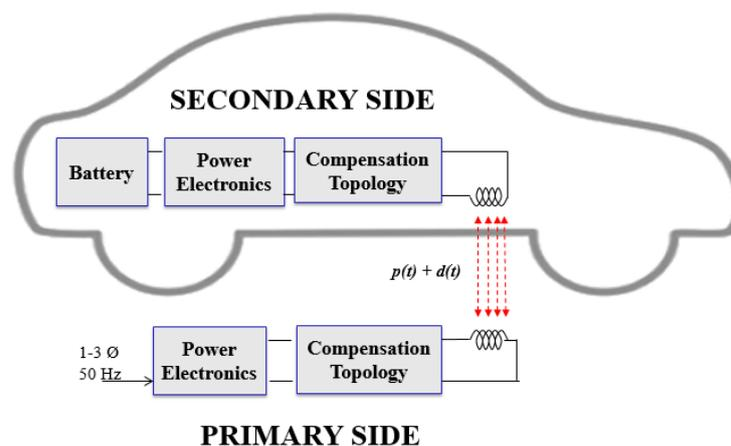 SECONDARY SIDE
Battery
Power
Electronics
Compensation
Topology
p(t) + d(t)
1-3 Ø
50 Hz
Power
Electronics
Compensation
Topology
PRIMARY SIDE